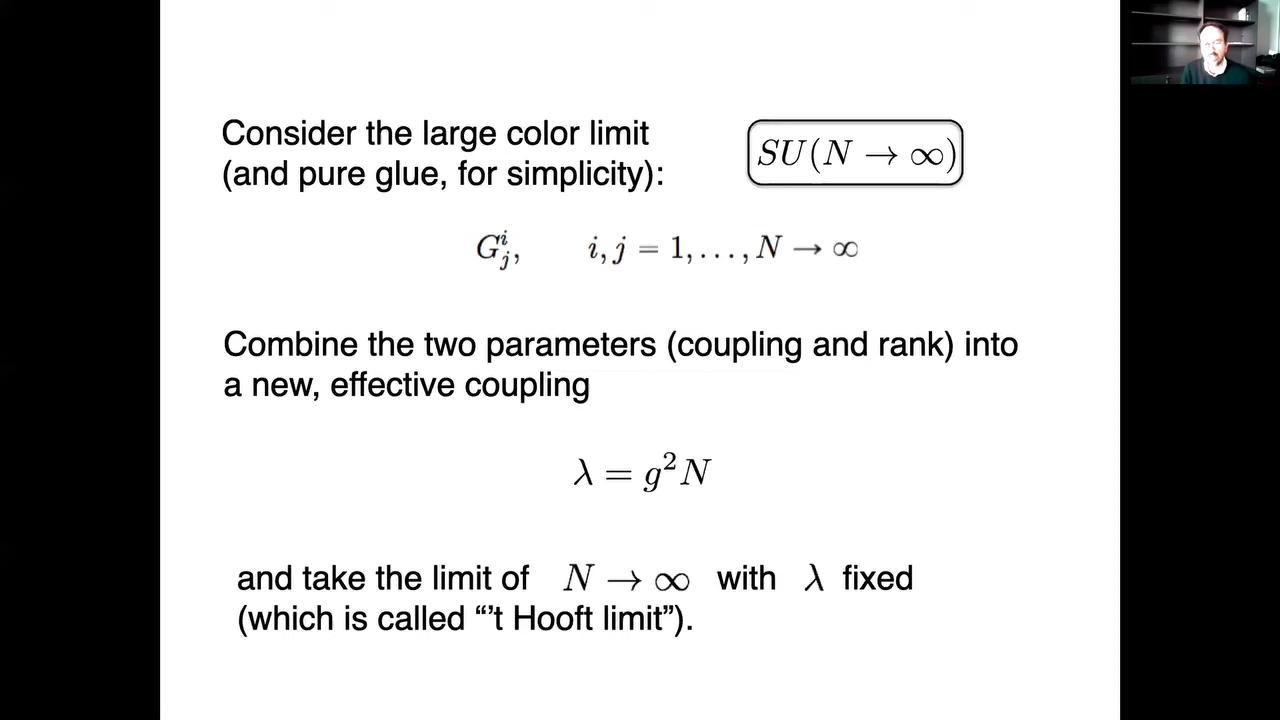 Consider the large color limit
(and pure glue, for simplicity):
SU(N → ∞)
G^i_j,    i, j = 1, . . . , N → ∞
Combine the two parameters (coupling and rank) into
a new, effective coupling
λ = g²N
and take the limit of N → ∞ with λ fixed
(which is called “’t Hooft limit”).